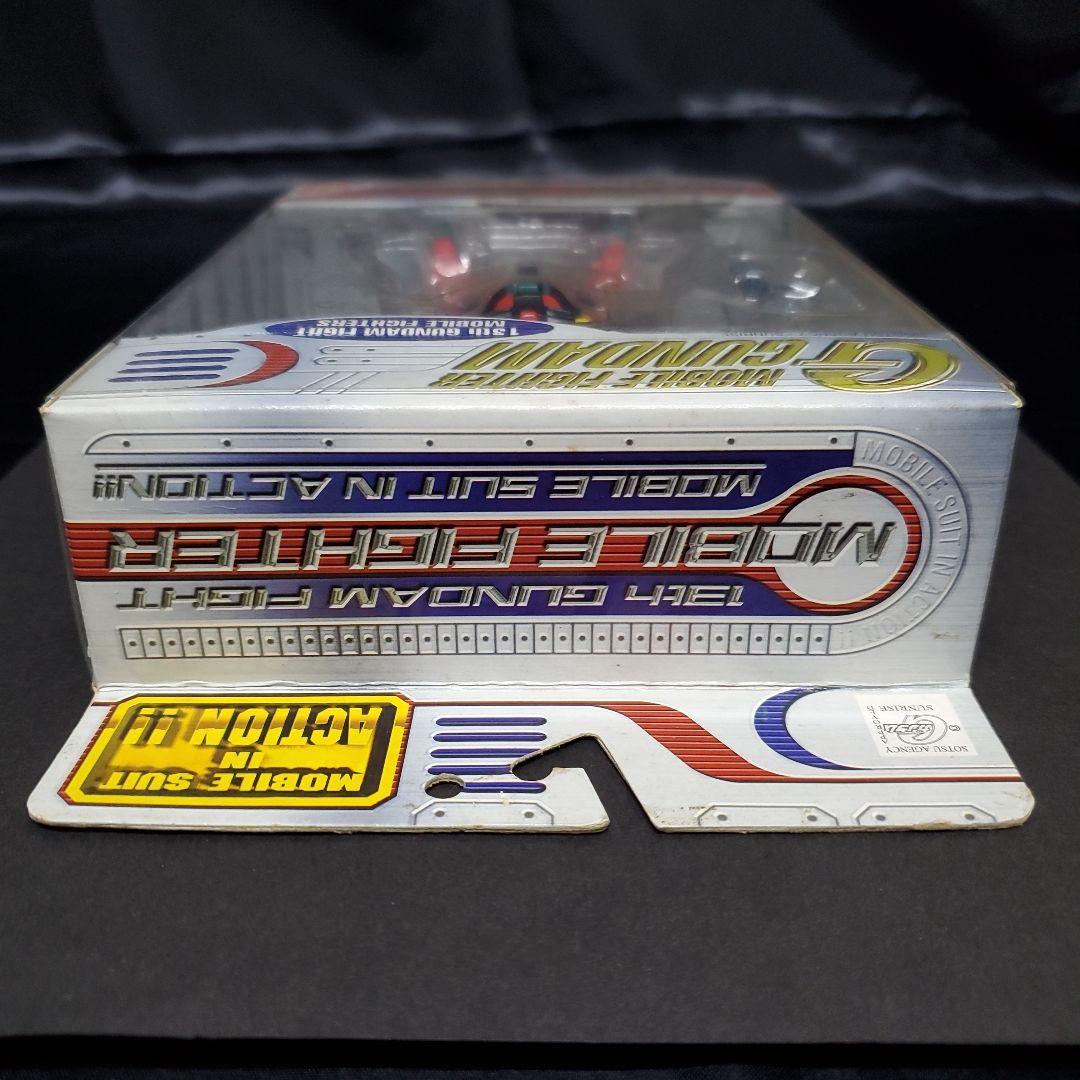 MOBILE SUIT
IN
ACTION !!
© SOTSU AGENCY
SUNRISE
13th GUNDAM FIGHT
MOBILE FIGHTER
MOBILE SUIT IN ACTION!!!
MOBILE SUIT IN ACTION !!
MOBILE FIGHTER
G GUNDAM
13th GUNDAM FIGHT
MOBILE FIGHTERS